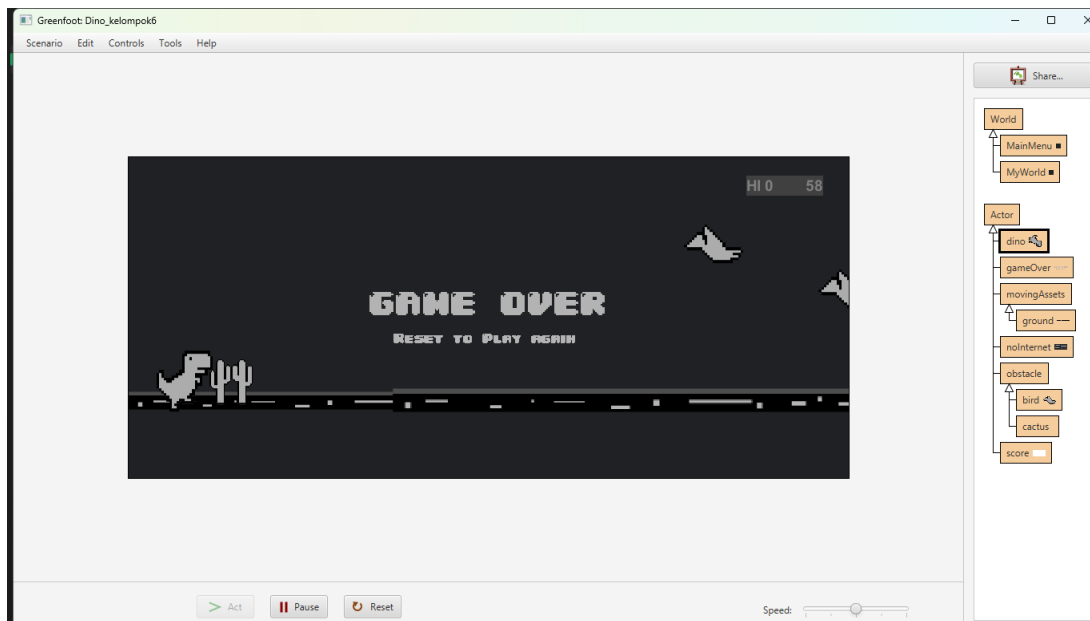 Greenfoot: Dino_kelompok6
Scenario Edit Controls Tools Help
Share...
World
MainMenu
MyWorld
Actor
dino
gameOver
movingAssets
ground
noInternet
obstacle
bird
cactus
score
HI 0 58
GAME OVER
RESET TO PLAY AGAIN
Act Pause Reset Speed: